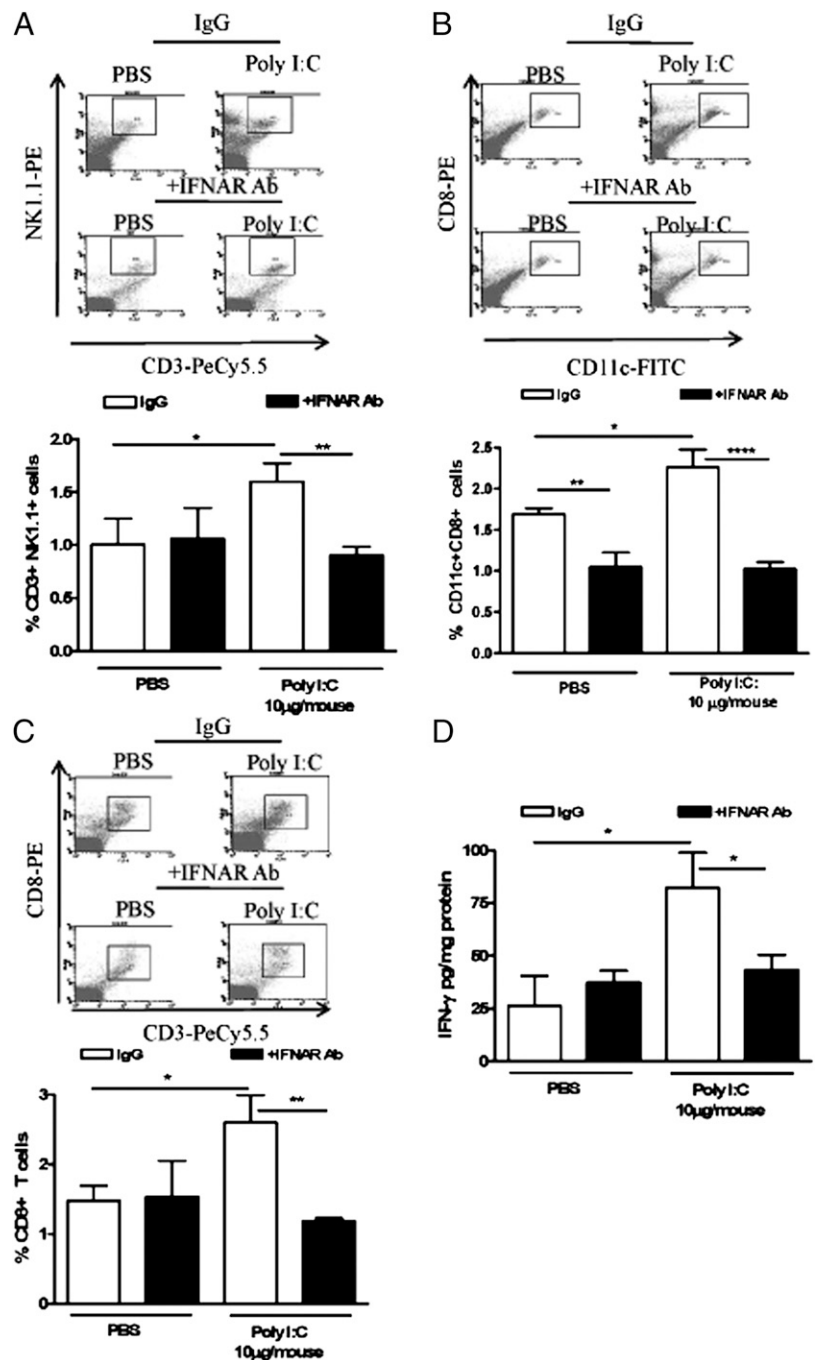 A
IgG
PBS
Poly I:C
+IFNAR Ab
PBS
Poly I:C
NK1.1-PE
CD3-PeCy5.5
IgG
+IFNAR Ab
% CD3+ NK1.1+ cells
2.0
1.5
1.0
0.5
0.0
*
**
PBS
Poly I:C
10µg/mouse
B
IgG
PBS
Poly I:C
+IFNAR Ab
PBS
Poly I:C
CD8-PE
CD11c-FITC
IgG
+IFNAR Ab
% CD11c+CD8+ cells
2.5
2.0
1.5
1.0
0.5
0.0
*
**
****
PBS
Poly I:C:
10 µg/mouse
C
IgG
PBS
Poly I:C
+IFNAR Ab
PBS
Poly I:C
CD8-PE
CD3-PeCy5.5
IgG
+IFNAR Ab
% CD8+ T cells
3
2
1
0
*
**
PBS
Poly I:C
10µg/mouse
D
IgG
+IFNAR Ab
IFN-γ pg/mg protein
100
75
50
25
0
*
*
PBS
Poly I:C
10µg/mouse